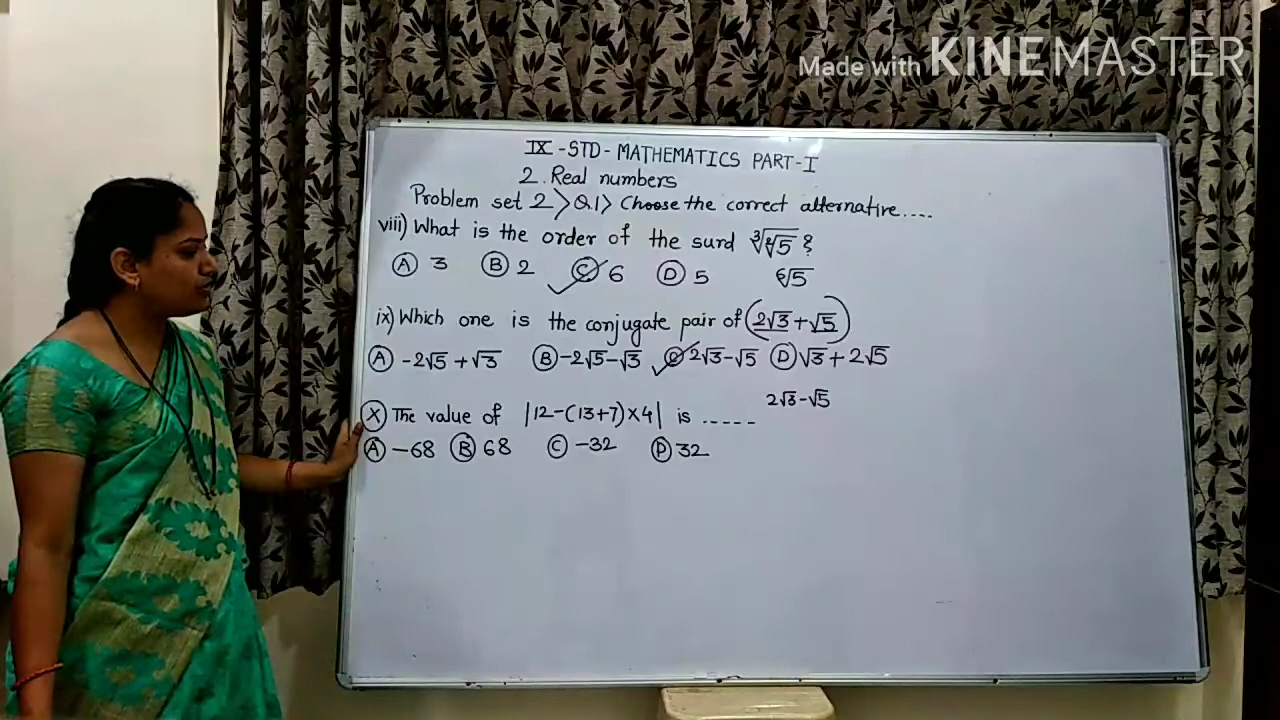 Made with KINEMASTER
IX-STD-MATHEMATICS PART-I
2. Real numbers
Problem set 2> Q.1> Choose the correct alternative....
viii) What is the order of the surd ∛(√5)?
Ⓐ 3 Ⓑ 2 Ⓒ 6 Ⓓ 5 ⁶√5
ix) Which one is the conjugate pair of (2√3+√5)
Ⓐ -2√5+√3 Ⓑ -2√5-√3 Ⓒ 2√3-√5 Ⓓ √3+2√5
2√3-√5
X) The value of |12-(13+7)×4| is -----
Ⓐ -68 Ⓑ 68 Ⓒ -32 Ⓓ 32